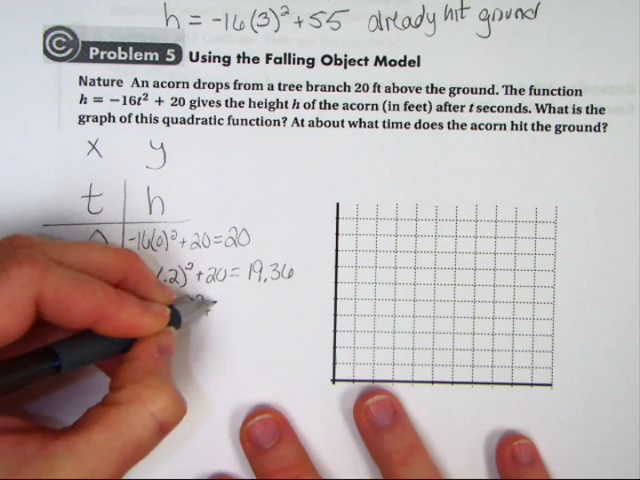 h = -16(3)² + 55 already hit ground
Problem 5 Using the Falling Object Model
Nature An acorn drops from a tree branch 20 ft above the ground. The function
h = −16t² + 20 gives the height h of the acorn (in feet) after t seconds. What is the
graph of this quadratic function? At about what time does the acorn hit the ground?
x y
t h
0 -16(0)²+20=20
(.2)²+20= 19.36